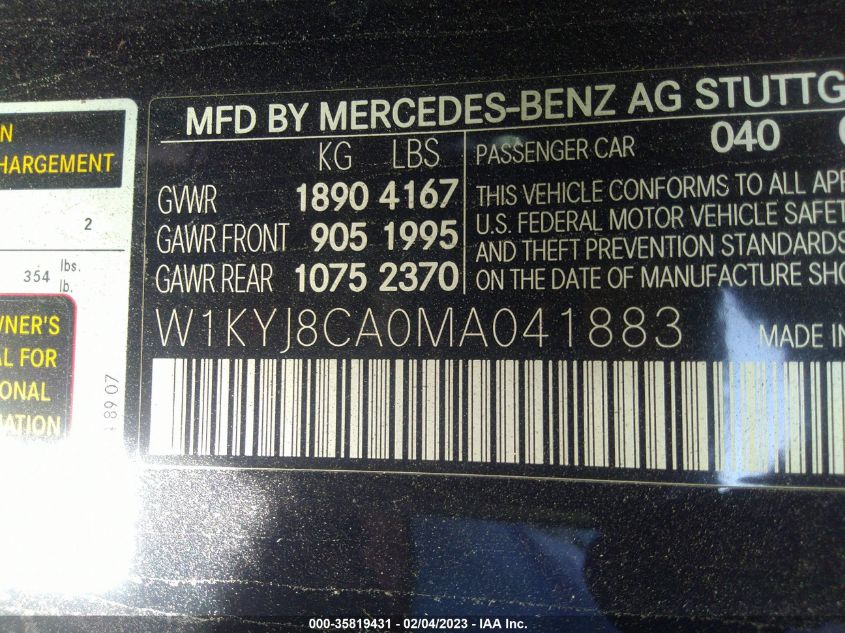 N
HARGEMENT
2
354 lbs.
lb.
WNER'S
AL FOR
ONAL
MATION
8907
MFD BY MERCEDES-BENZ AG STUTTG
KG LBS
GVWR 1890 4167
GAWR FRONT 905 1995
GAWR REAR 1075 2370
PASSENGER CAR 040
THIS VEHICLE CONFORMS TO ALL APP
U.S. FEDERAL MOTOR VEHICLE SAFET
AND THEFT PREVENTION STANDARDS
ON THE DATE OF MANUFACTURE SHO
W1KYJ8CA0MA041883 MADE IN
000-35819431 - 02/04/2023 - IAA Inc.